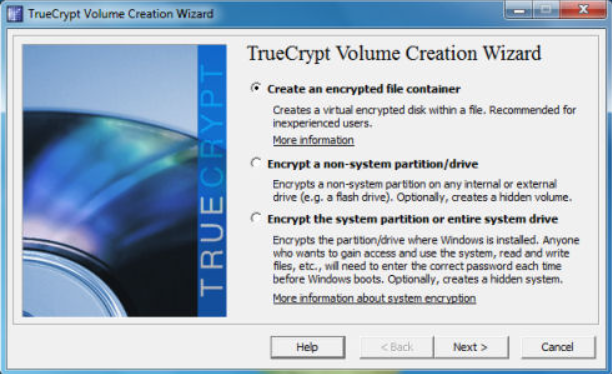 TrueCrypt Volume Creation Wizard
TRUECRYPT
TrueCrypt Volume Creation Wizard
Create an encrypted file container
Creates a virtual encrypted disk within a file. Recommended for
inexperienced users.
More information
Encrypt a non-system partition/drive
Encrypts a non-system partition on any internal or external
drive (e.g. a flash drive). Optionally, creates a hidden volume.
Encrypt the system partition or entire system drive
Encrypts the partition/drive where Windows is installed. Anyone
who wants to gain access and use the system, read and write
files, etc., will need to enter the correct password each time
before Windows boots. Optionally, creates a hidden system.
More information about system encryption
Help
< Back
Next >
Cancel